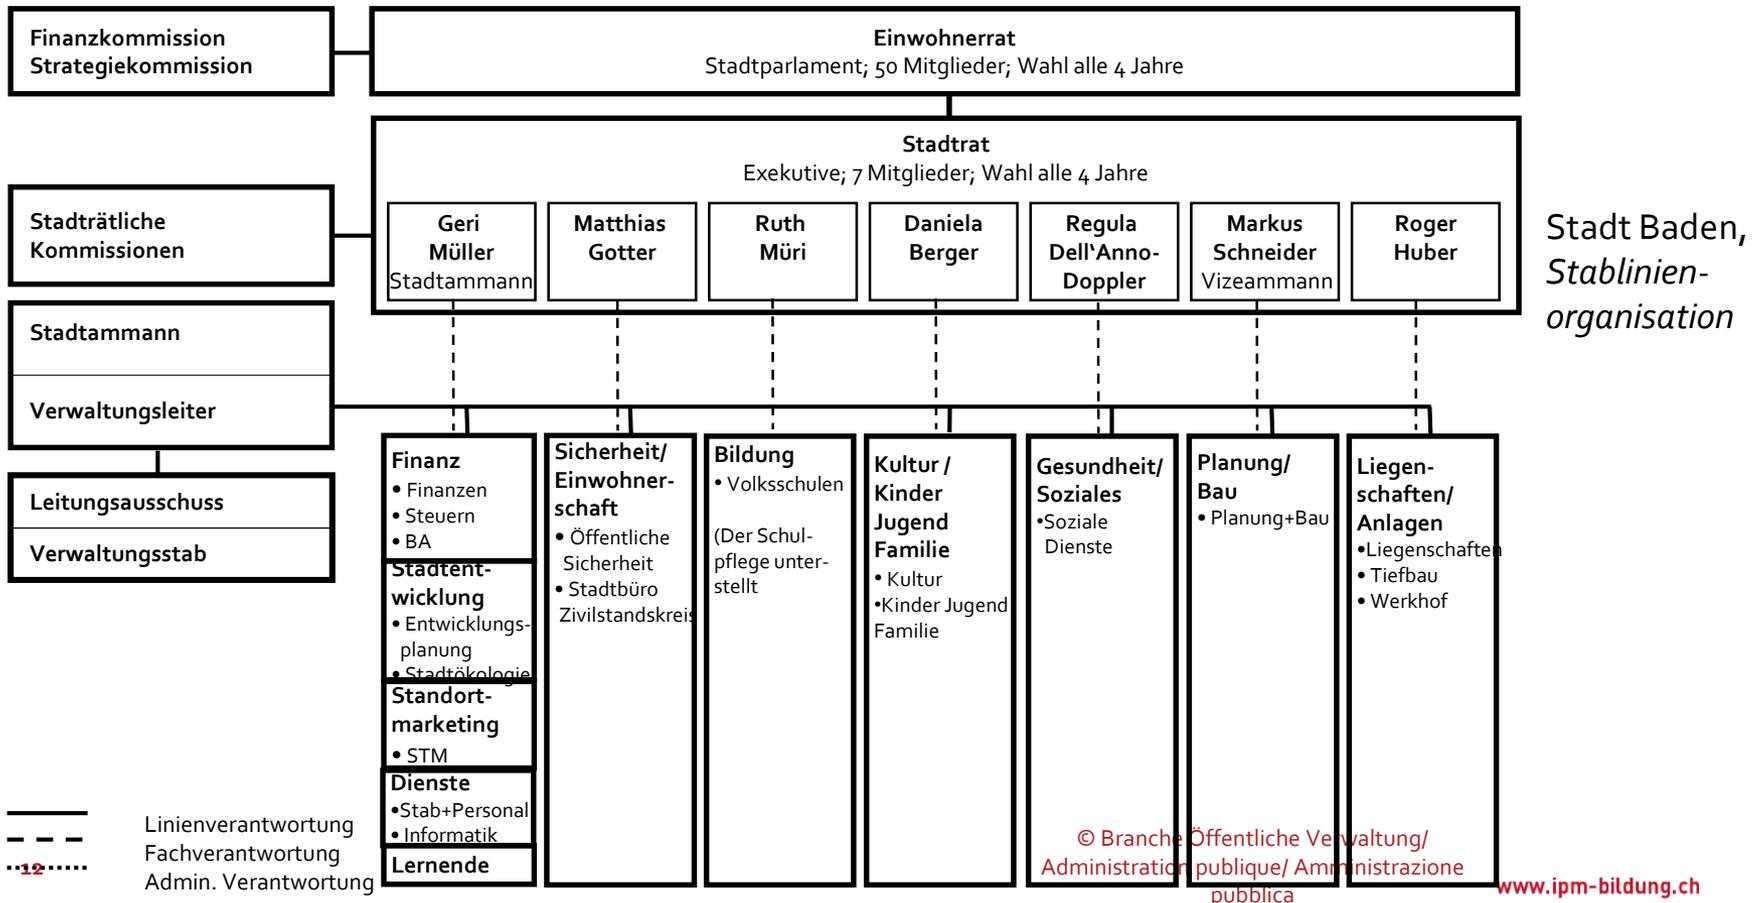 Finanzkommission
Strategiekommission
Einwohnerrat
Stadtparlament; 50 Mitglieder; Wahl alle 4 Jahre
Stadtrat
Exekutive; 7 Mitglieder; Wahl alle 4 Jahre
Stadträtliche
Kommissionen
Geri
Müller
Stadtammann
Matthias
Gotter
Ruth
Müri
Daniela
Berger
Regula
Dell‘Anno-
Doppler
Markus
Schneider
Vizeammann
Roger
Huber
Stadt Baden,
Stablinien-
organisation
Stadtammann
Verwaltungsleiter
Leitungsausschuss
Verwaltungsstab
Finanz
• Finanzen
• Steuern
• BA
Stadtent-
wicklung
• Entwicklungs-
planung
• Stadtökologie
Standort-
marketing
• STM
Dienste
•Stab+Personal
• Informatik
Lernende
Sicherheit/
Einwohner-
schaft
• Öffentliche
Sicherheit
• Stadtbüro
Zivilstandskreis
Bildung
• Volksschulen
(Der Schul-
pflege unter-
stellt
Kultur /
Kinder
Jugend
Familie
• Kultur
•Kinder Jugend
Familie
Gesundheit/
Soziales
•Soziale
Dienste
Planung/
Bau
• Planung+Bau
Liegen-
schaften/
Anlagen
•Liegenschaften
• Tiefbau
• Werkhof
Linienverantwortung
Fachverantwortung
Admin. Verantwortung
12
© Branche Öffentliche Verwaltung/
Administration publique/ Amministrazione
pubblica
www.ipm-bildung.ch